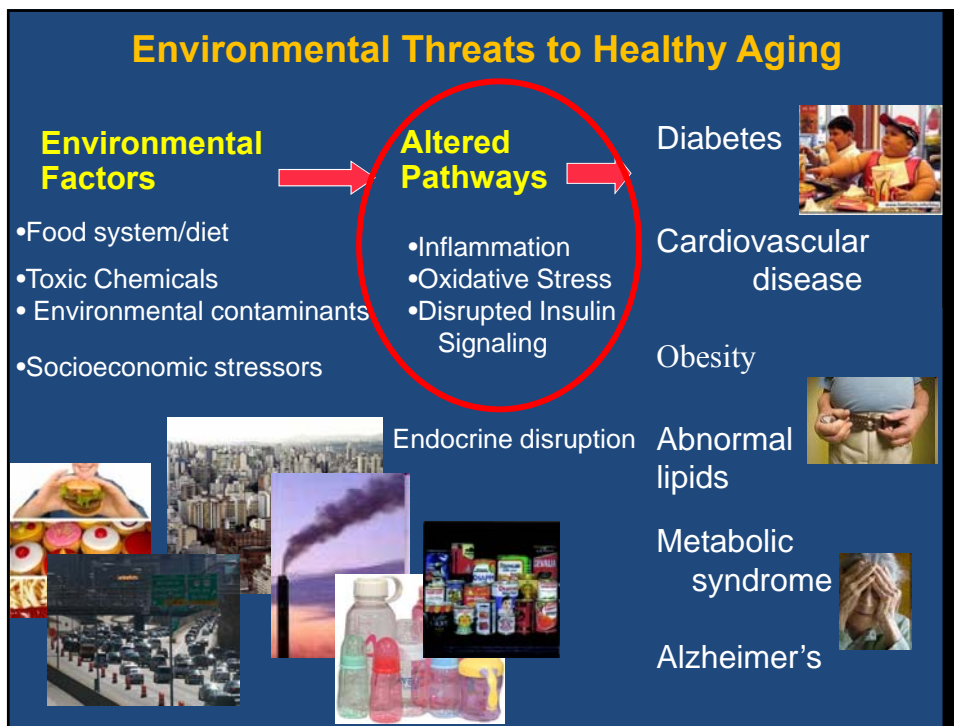 Environmental Threats to Healthy Aging
Environmental
Factors
•Food system/diet
•Toxic Chemicals
• Environmental contaminants
•Socioeconomic stressors
Altered
Pathways
•Inflammation
•Oxidative Stress
•Disrupted Insulin
Signaling
Endocrine disruption
Diabetes
Cardiovascular
disease
Obesity
Abnormal
lipids
Metabolic
syndrome
Alzheimer's